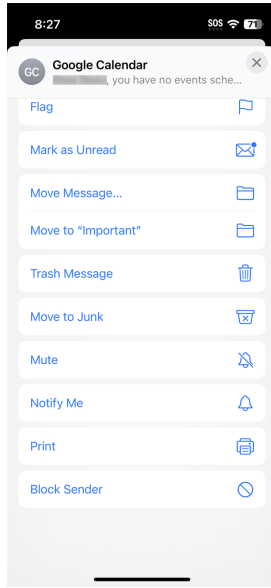 8:27 SOS 71
GC Google Calendar
, you have no events sche...
Flag
Mark as Unread
Move Message...
Move to “Important”
Trash Message
Move to Junk
Mute
Notify Me
Print
Block Sender